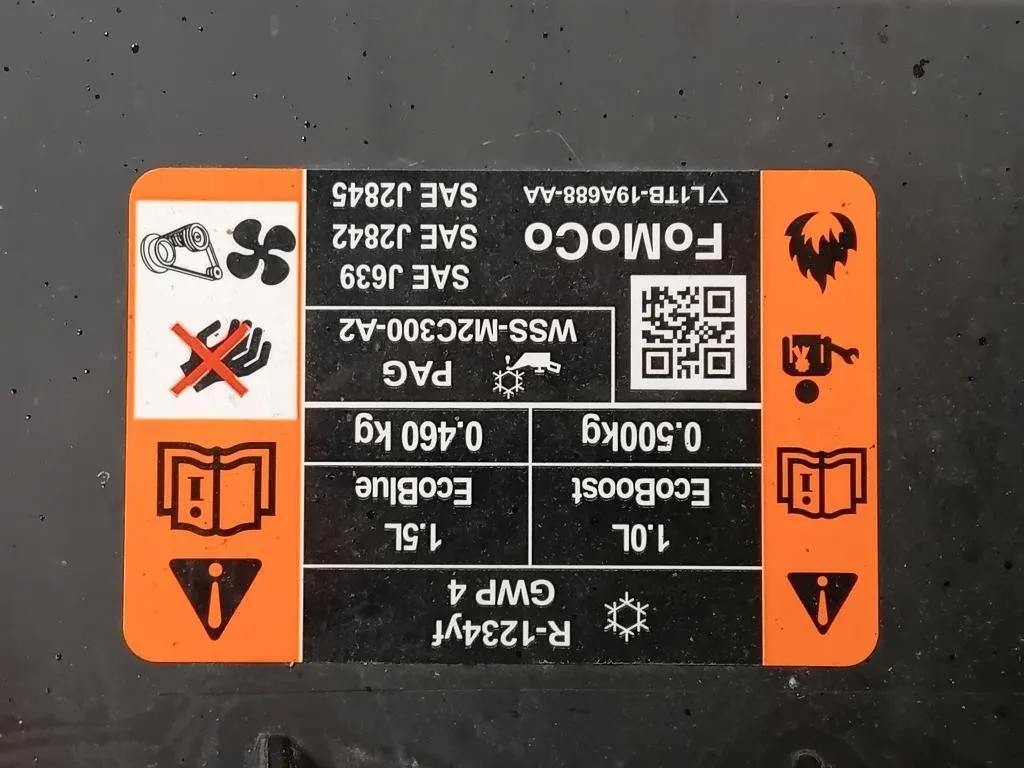 R-1234yf
GWP 4
1.0L
EcoBoost
1.5L
EcoBlue
0.500kg
0.460 kg
PAG
WSS-M2C300-A2
FoMoCo
▽L1TB-19A688-AA
SAE J639
SAE J2842
SAE J2845